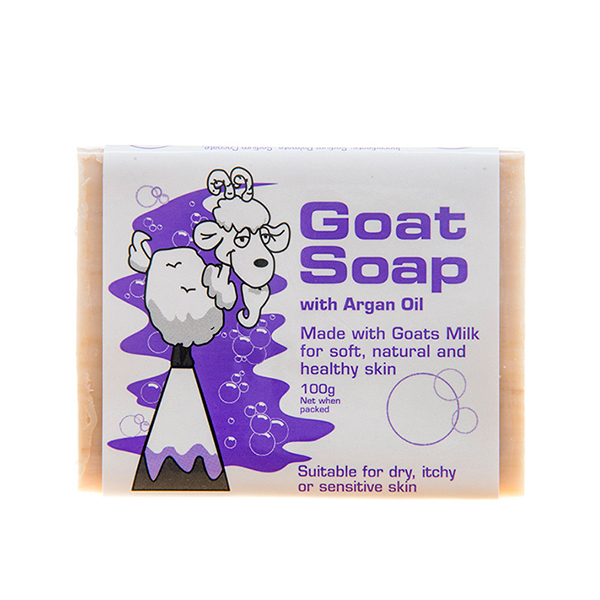 Goat
Soap
with Argan Oil
Made with Goats Milk
for soft, natural and
healthy skin
100g
Net when
packed
Suitable for dry, itchy
or sensitive skin